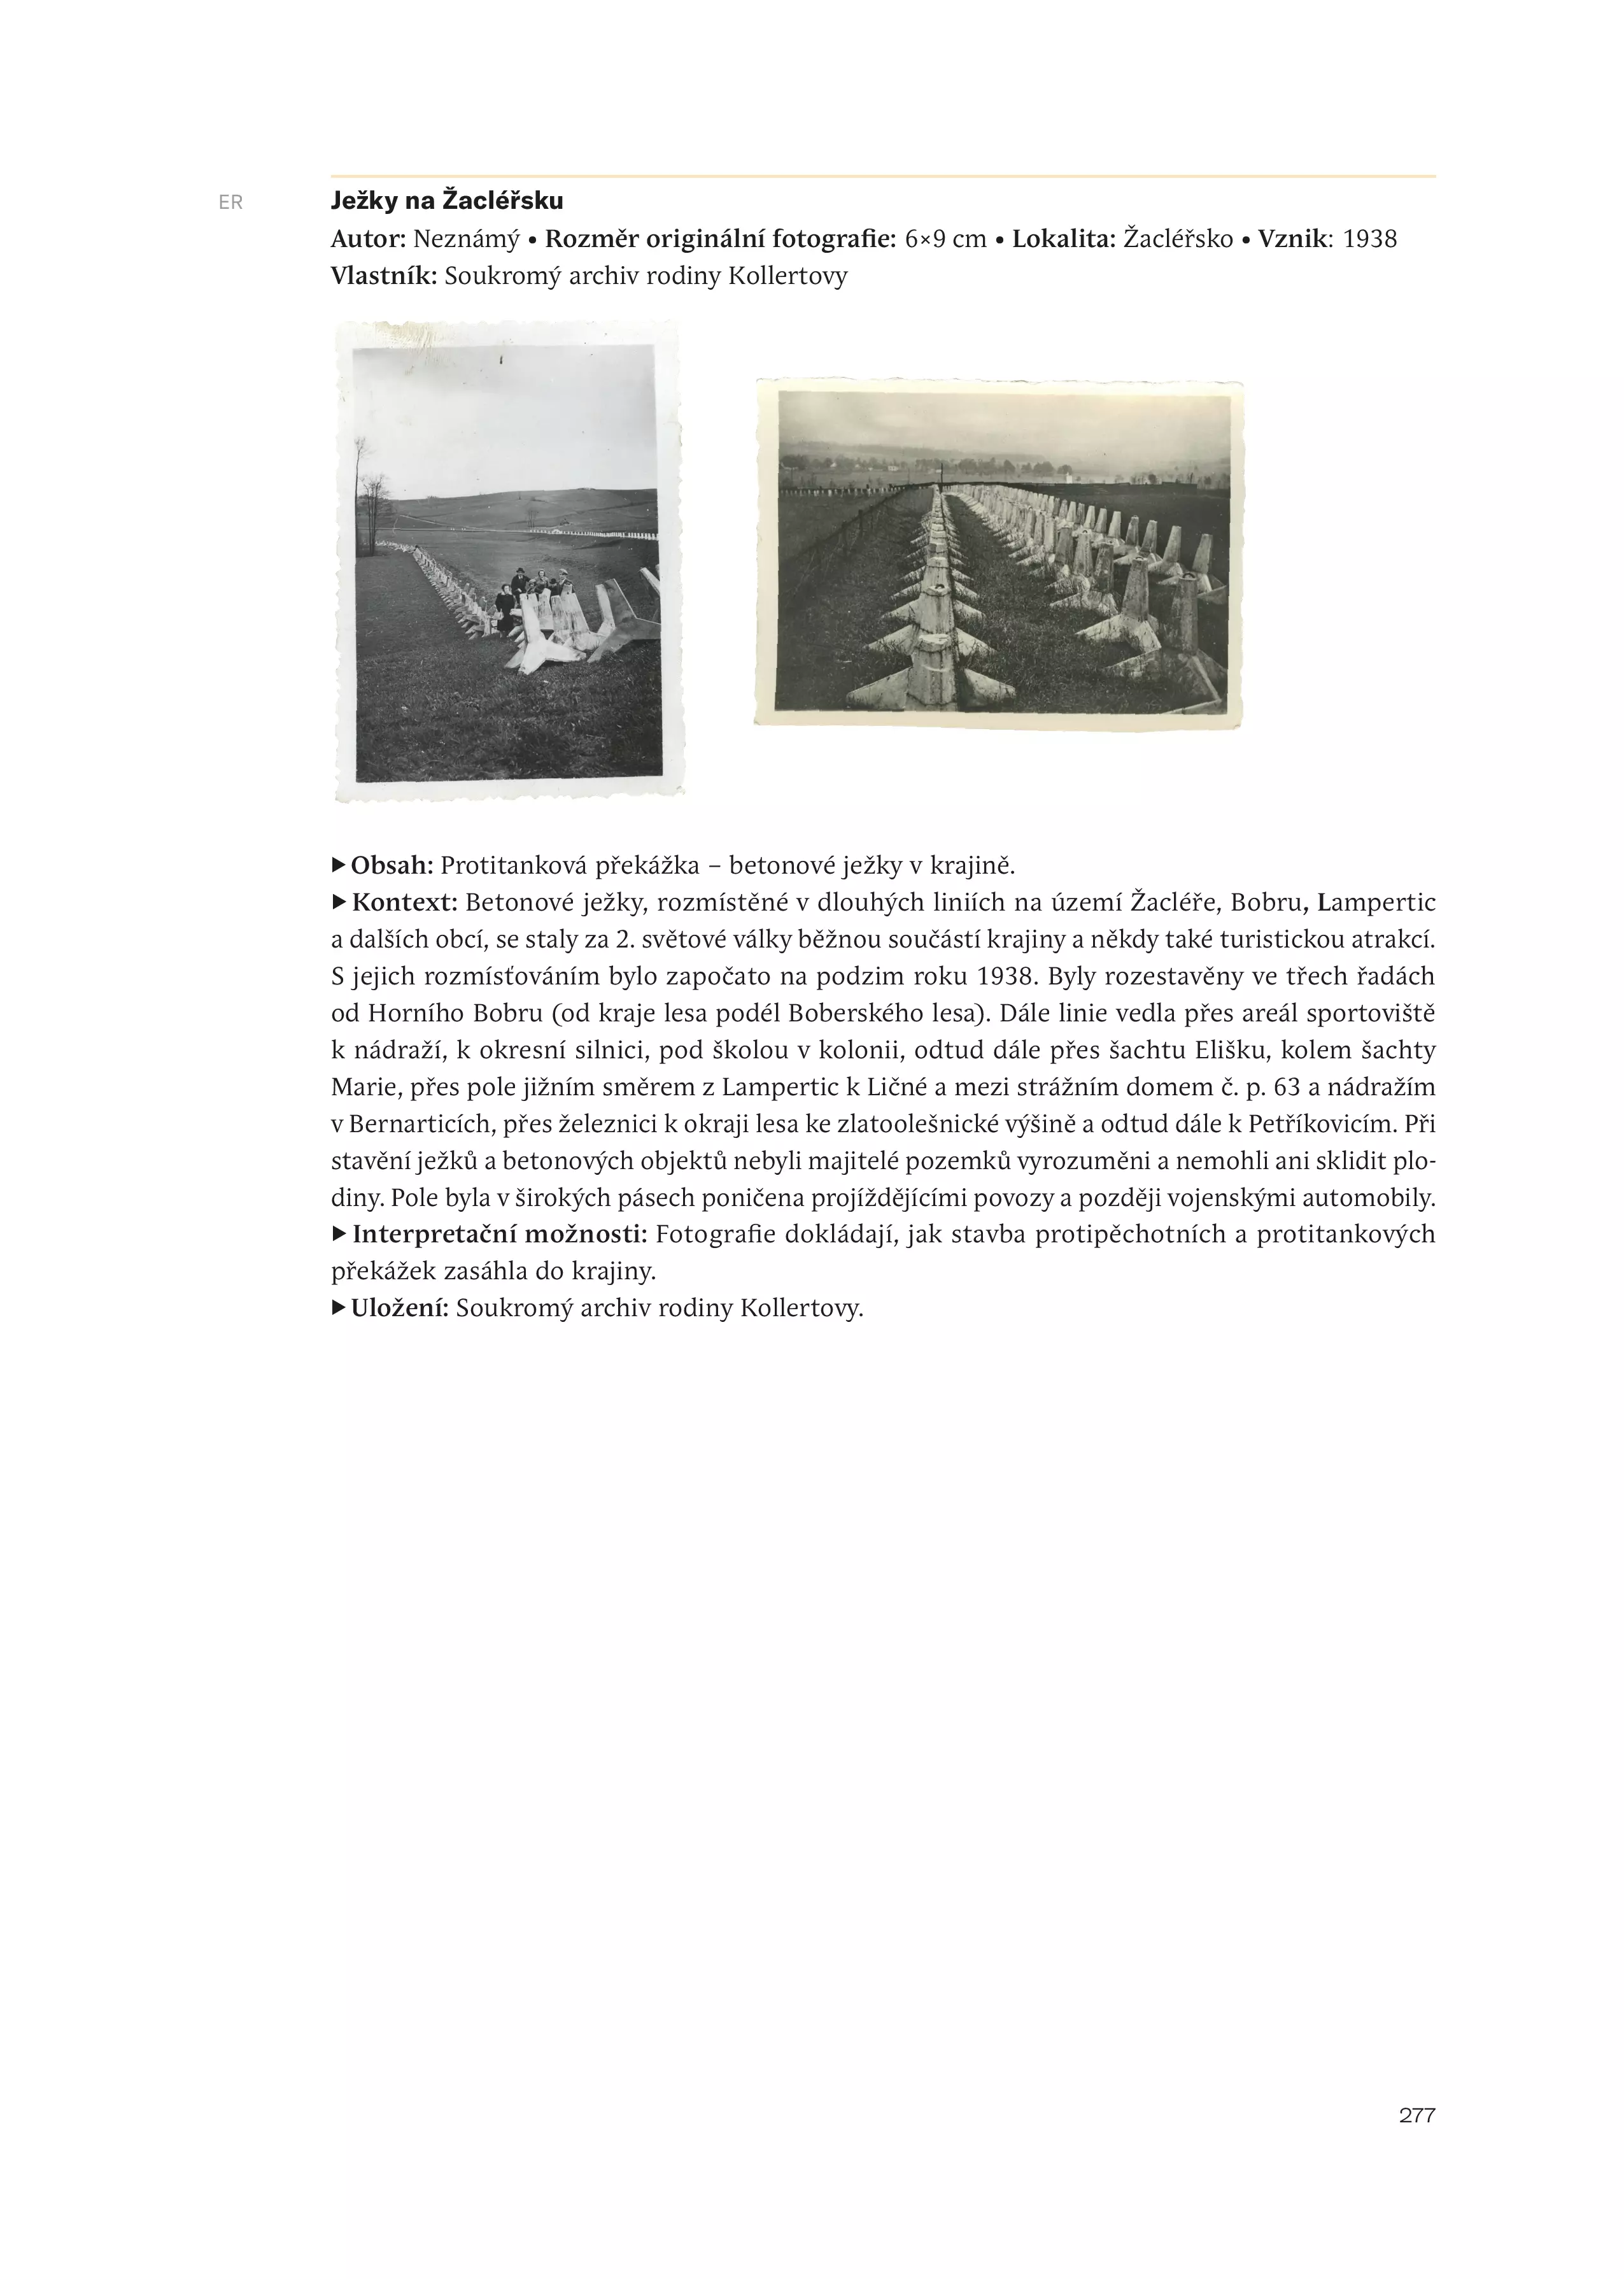 ER
Ježky na Žacléřsku
Autor: Neznámý • Rozměr originální fotografie: 6×9 cm • Lokalita: Žacléřsko • Vznik: 1938
Vlastník: Soukromý archiv rodiny Kollertovy
▶ Obsah: Protitanková překážka – betonové ježky v krajině.
▶ Kontext: Betonové ježky, rozmístěné v dlouhých liniích na území Žacléře, Bobru, Lampertic
a dalších obcí, se staly za 2. světové války běžnou součástí krajiny a někdy také turistickou atrakcí.
S jejich rozmísťováním bylo započato na podzim roku 1938. Byly rozestavěny ve třech řadách
od Horního Bobru (od kraje lesa podél Boberského lesa). Dále linie vedla přes areál sportoviště
k nádraží, k okresní silnici, pod školou v kolonii, odtud dále přes šachtu Elišku, kolem šachty
Marie, přes pole jižním směrem z Lampertic k Ličné a mezi strážním domem č. p. 63 a nádražím
v Bernarticích, přes železnici k okraji lesa ke zlatoolešnické výšině a odtud dále k Petříkovicím. Při
stavění ježků a betonových objektů nebyli majitelé pozemků vyrozuměni a nemohli ani sklidit plo-
diny. Pole byla v širokých pásech poničena projíždějícími povozy a později vojenskými automobily.
▶ Interpretační možnosti: Fotografie dokládají, jak stavba protipěchotních a protitankových
překážek zasáhla do krajiny.
▶ Uložení: Soukromý archiv rodiny Kollertovy.
277